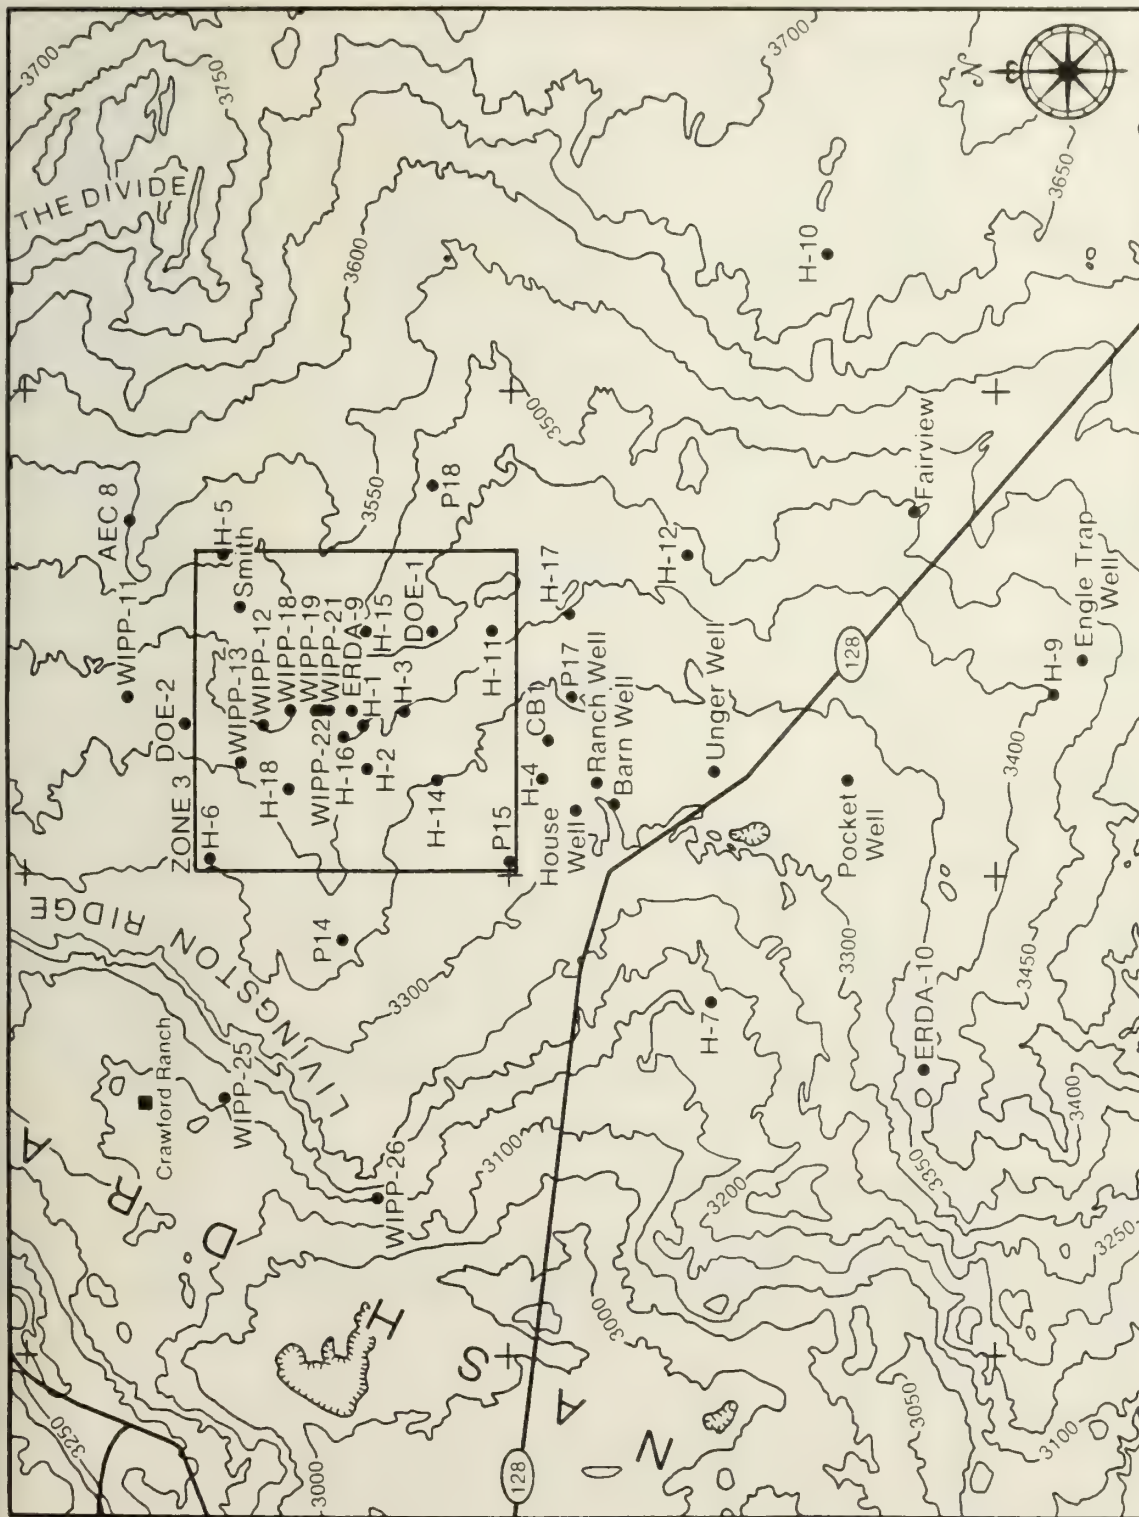 3700
3750
THE DIVIDE
3700
N
3600
3650
H-10
3500
3550
AEC 8
P18
Fairview
WIPP-11
H-5
Smith
H-12
H-17
Engle Trap
Well
DOE-2
WIPP-13
WIPP-12
WIPP-18
WIPP-19
WIPP-21
ERDA-9
H-15
DOE-1
H-1
H-3
H-11
P17
128
H-9
ZONE 3
H-6
H-18
WIPP-22
H-16
H-2
H-14
P15
H-4
CB1
House
Well
Ranch Well
Barn Well
Unger Well
3400
Pocket
Well
LIVINGSTON RIDGE
P14
3300
H-7
3300
ERDA-10
3450
3400
3350
Crawford Ranch
WIPP-25
WIPP-26
3100
3200
3250
NASH DRA
3000
3250
3000
128
3050
3100